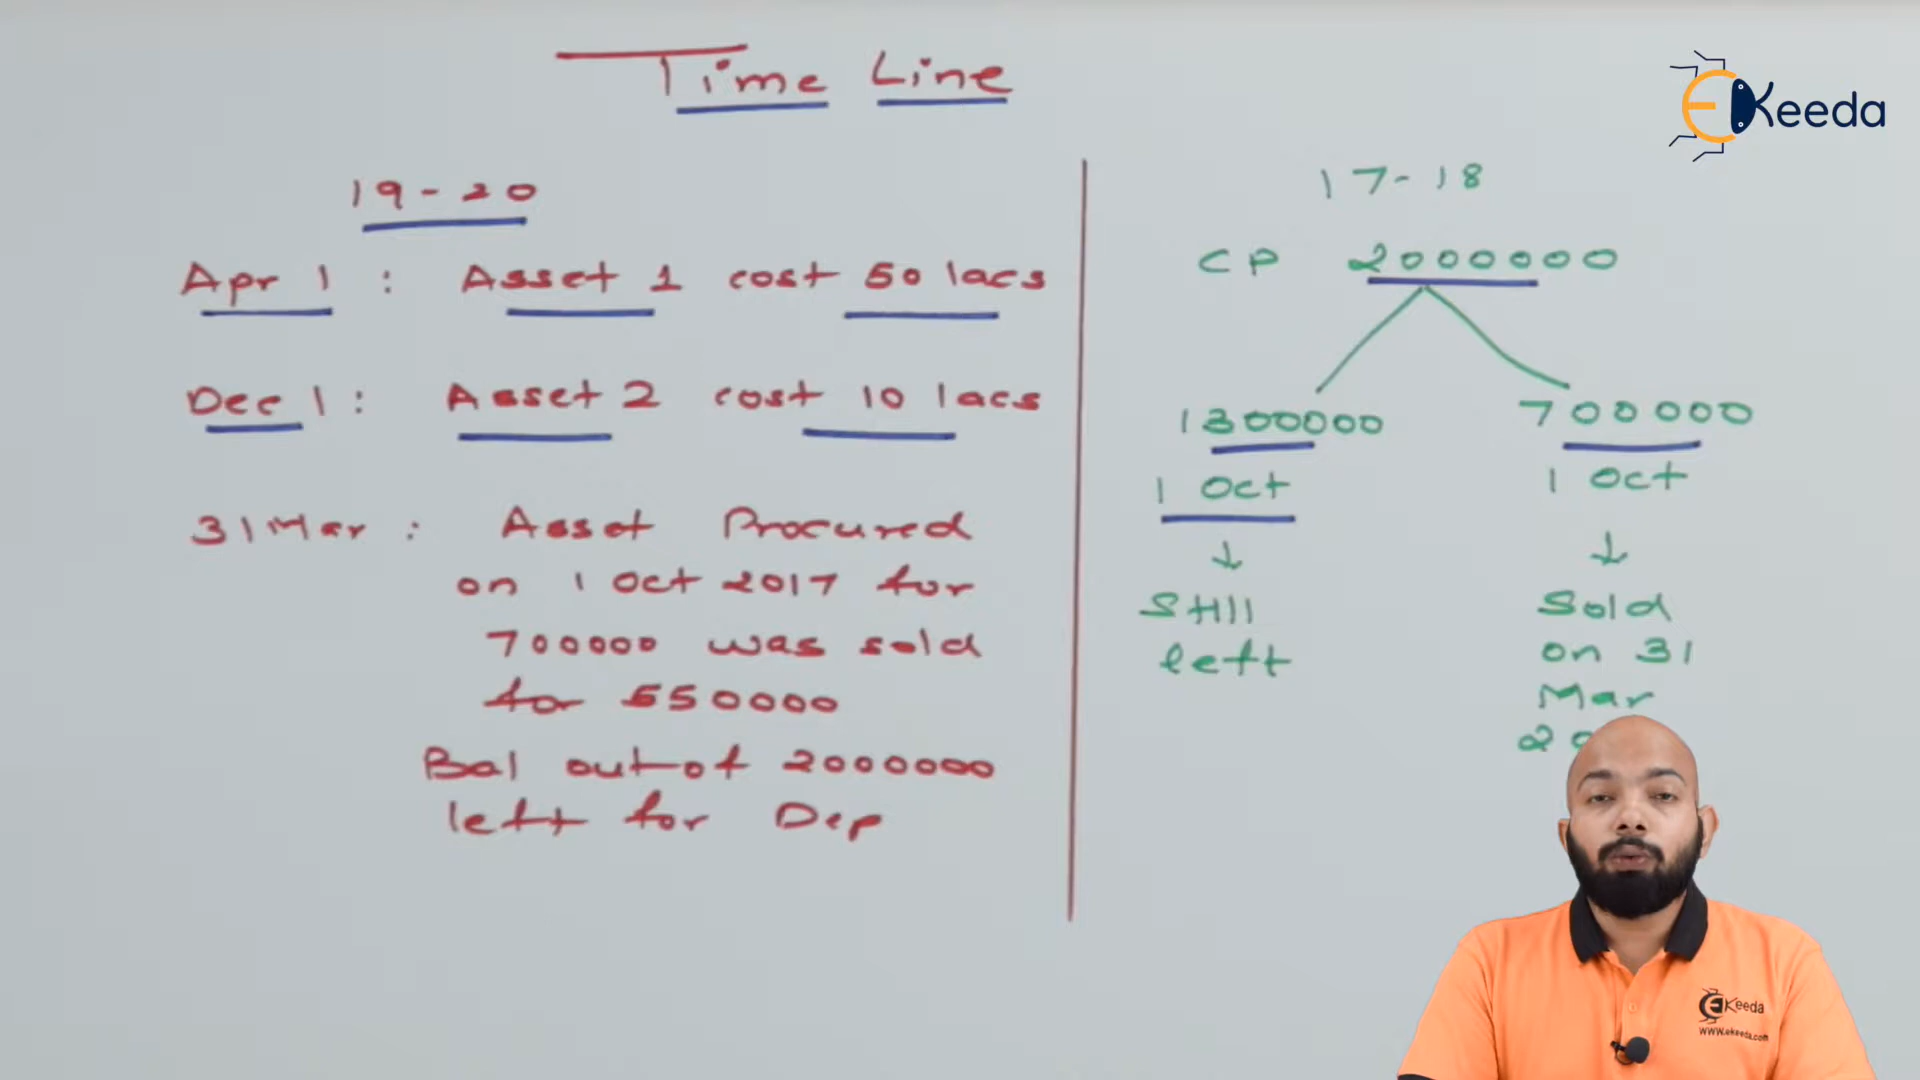 Time Line
EKeeda
19-20
Apr 1 : Asset 1 cost 50 lacs
Dec 1 : Asset 2 cost 10 lacs
31 Mar : Asset Procured
on 1 Oct 2017 for
700000 was sold
for 550000
Bal out of 2000000
left for Dep
17-18
CP 2000000
1300000
1 Oct
Still
left
700000
1 Oct
Sold
on 31
Mar
EKeeda
www.ekeeda.com